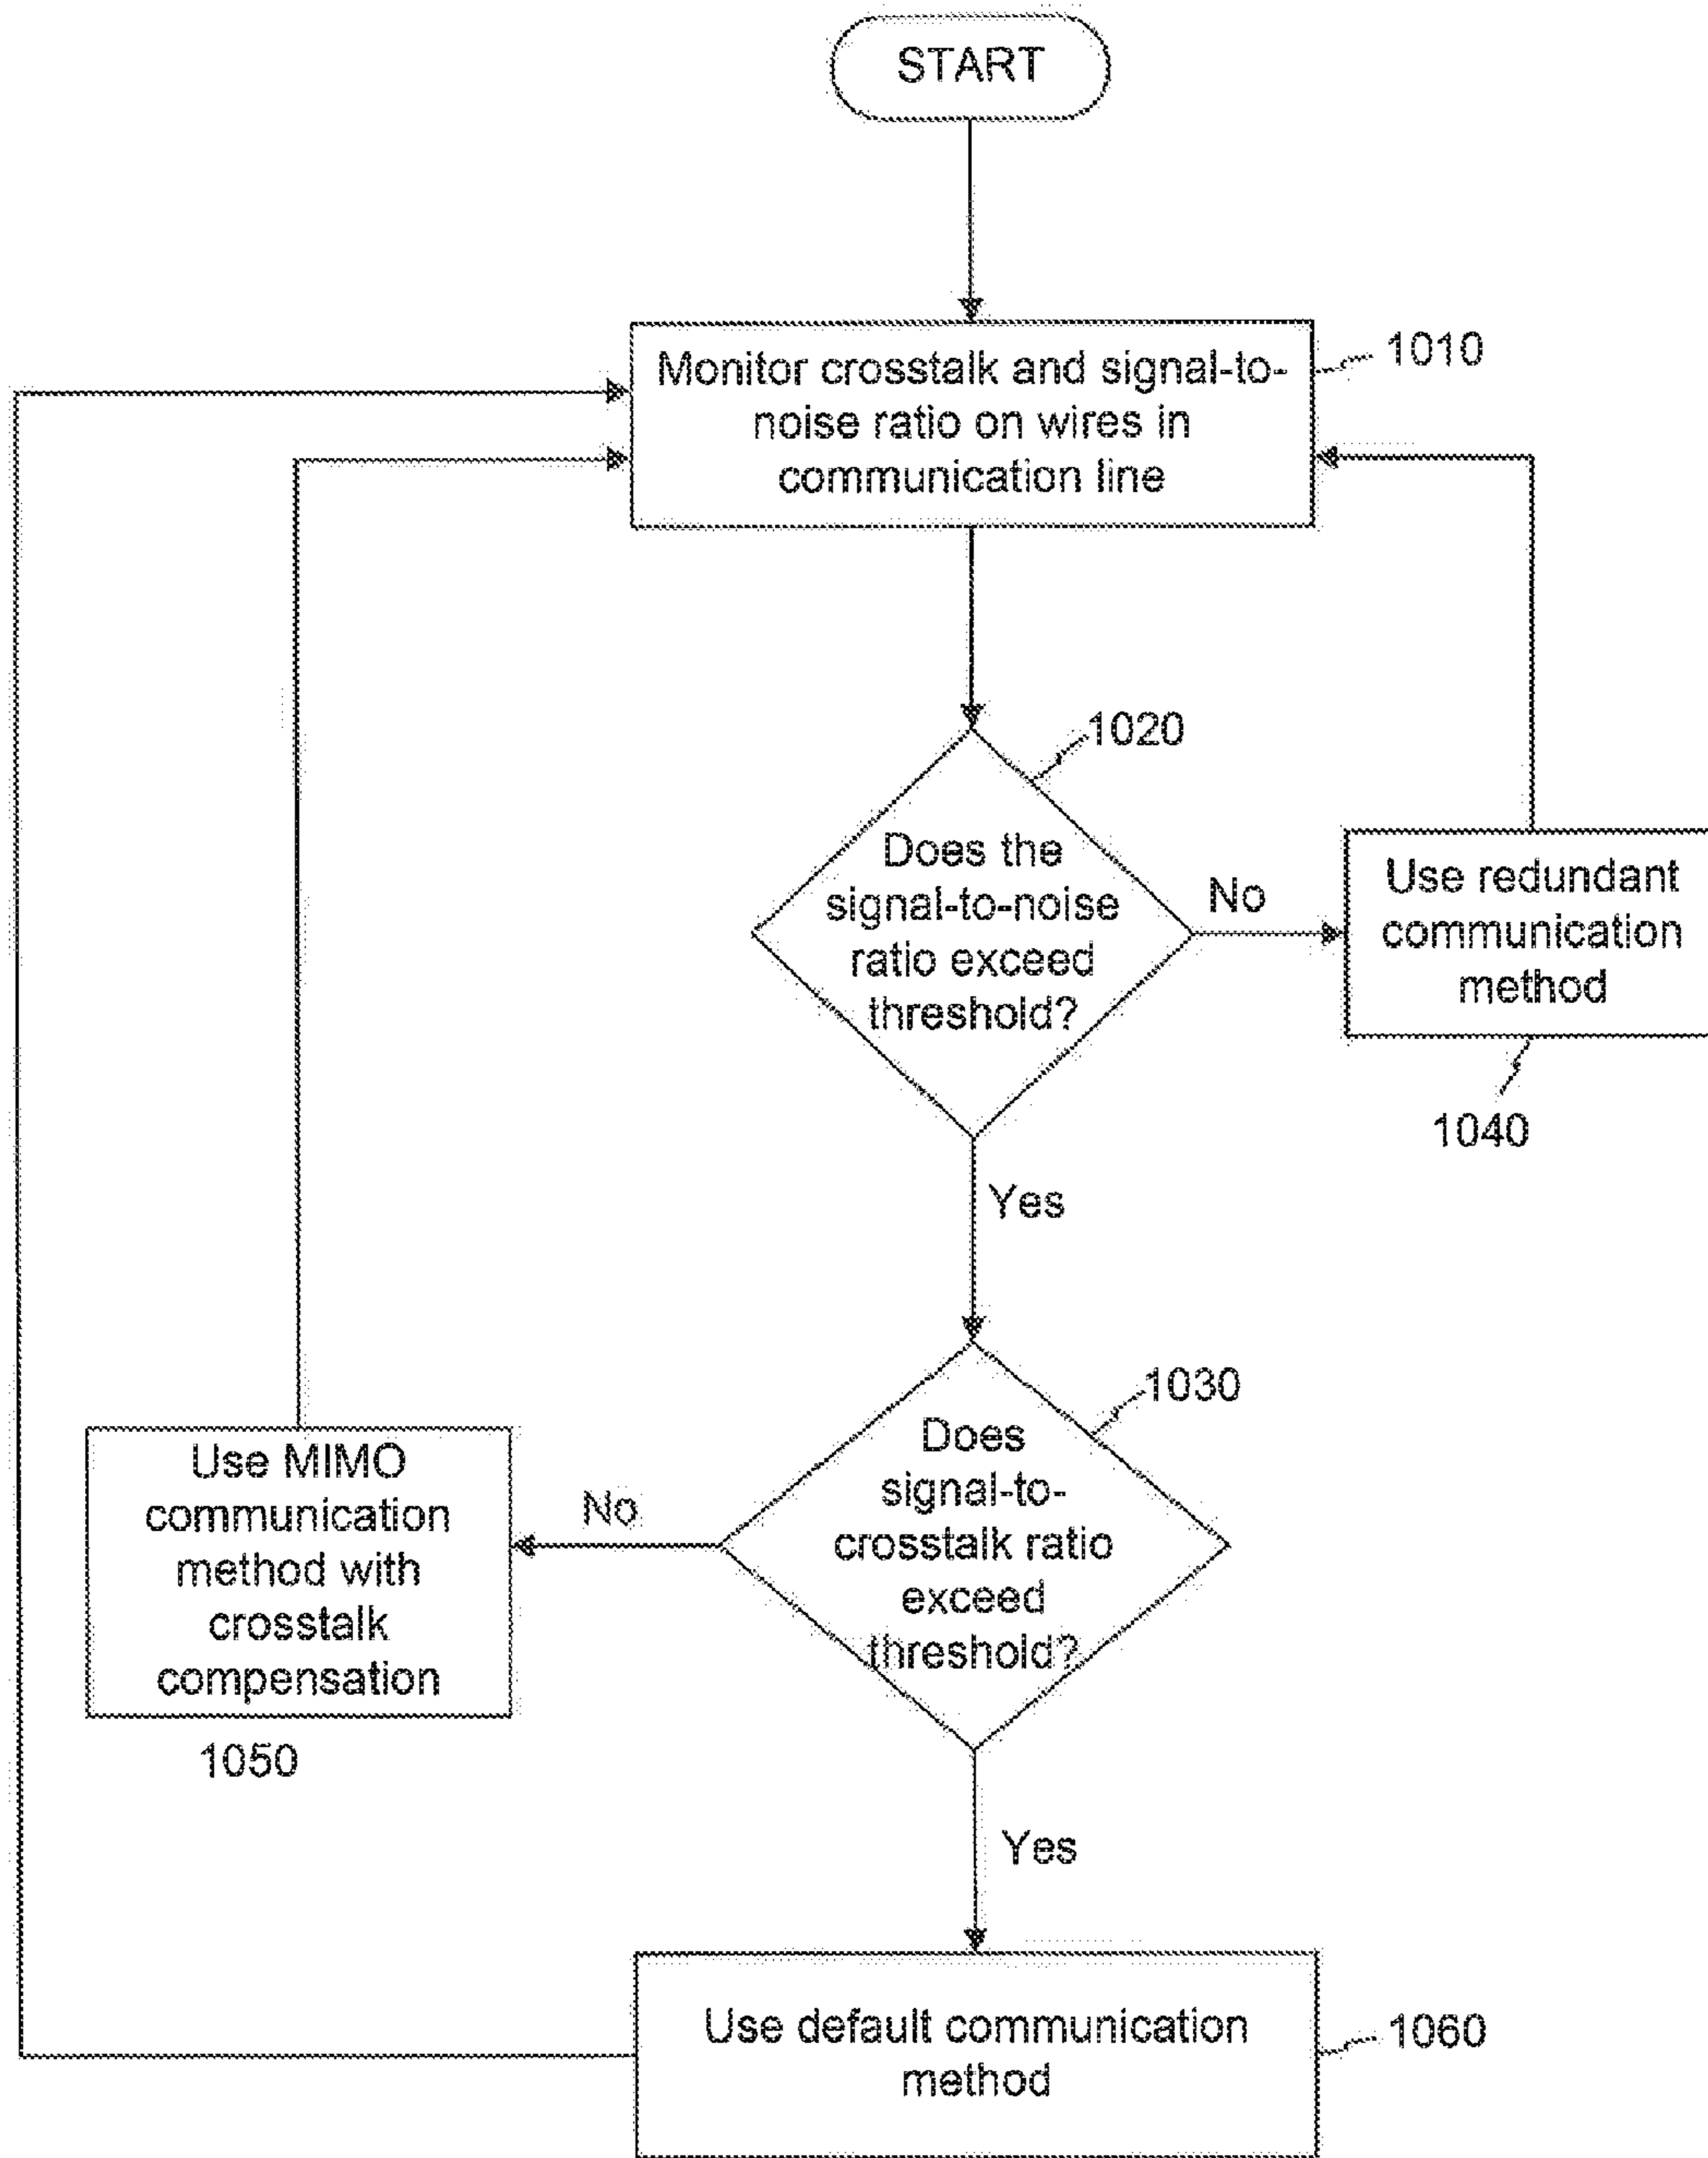 START
Monitor crosstalk and signal-to-
noise ratio on wires in
communication line
1010
1020
Does the
signal-to-noise
ratio exceed
threshold?
No
Use redundant
communication
method
1040
Yes
1030
Does
signal-to-
crosstalk ratio
exceed
threshold?
No
Use MIMO
communication
method with
crosstalk
compensation
1050
Yes
Use default communication
method
1060